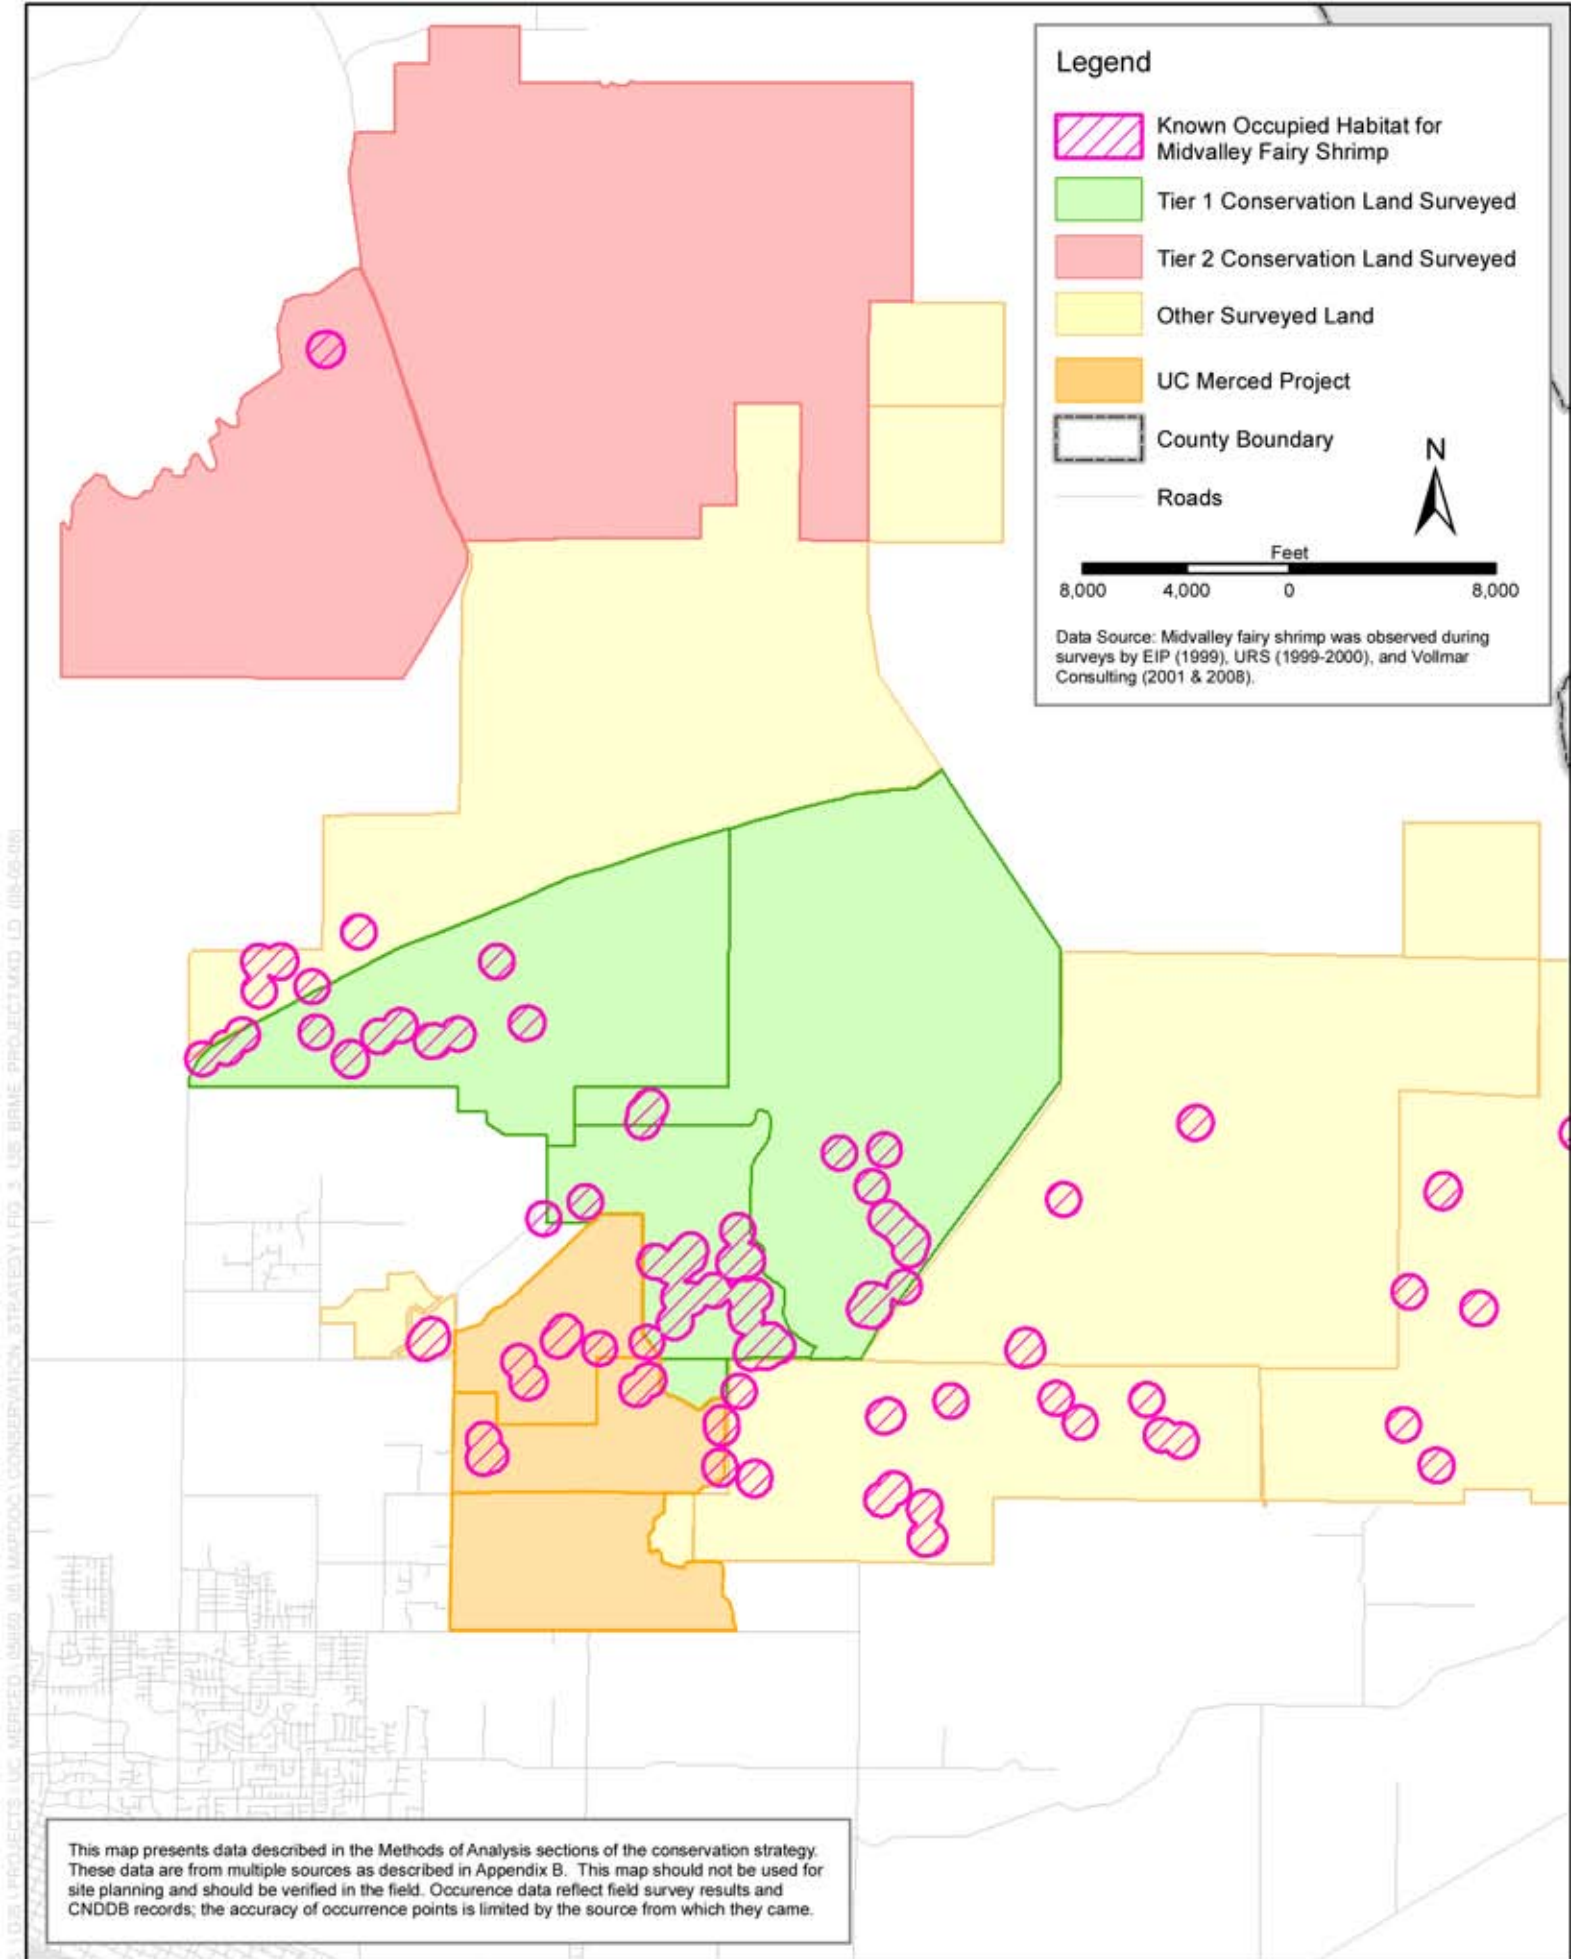 Legend
Known Occupied Habitat for
Midvalley Fairy Shrimp
Tier 1 Conservation Land Surveyed
Tier 2 Conservation Land Surveyed
Other Surveyed Land
UC Merced Project
County Boundary
N
Roads
Feet
8,000 4,000 0 8,000
Data Source: Midvalley fairy shrimp was observed during
surveys by EIP (1999), URS (1999-2000), and Vollmar
Consulting (2001 & 2008).
This map presents data described in the Methods of Analysis sections of the conservation strategy.
These data are from multiple sources as described in Appendix B. This map should not be used for
site planning and should be verified in the field. Occurence data reflect field survey results and
CNDDB records; the accuracy of occurrence points is limited by the source from which they came.